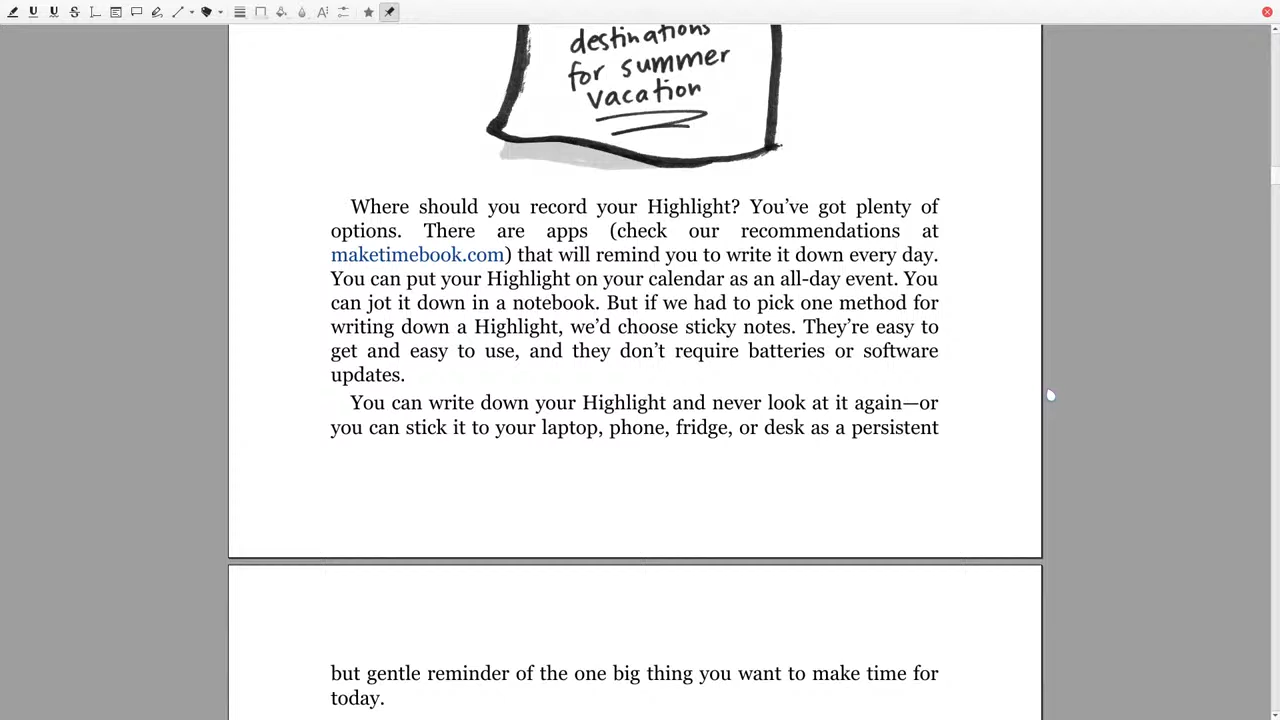 destinations
for summer
vacation
Where should you record your Highlight? You’ve got plenty of
options. There are apps (check our recommendations at
maketimebook.com) that will remind you to write it down every day.
You can put your Highlight on your calendar as an all-day event. You
can jot it down in a notebook. But if we had to pick one method for
writing down a Highlight, we’d choose sticky notes. They’re easy to
get and easy to use, and they don’t require batteries or software
updates.
You can write down your Highlight and never look at it again—or
you can stick it to your laptop, phone, fridge, or desk as a persistent
but gentle reminder of the one big thing you want to make time for
today.